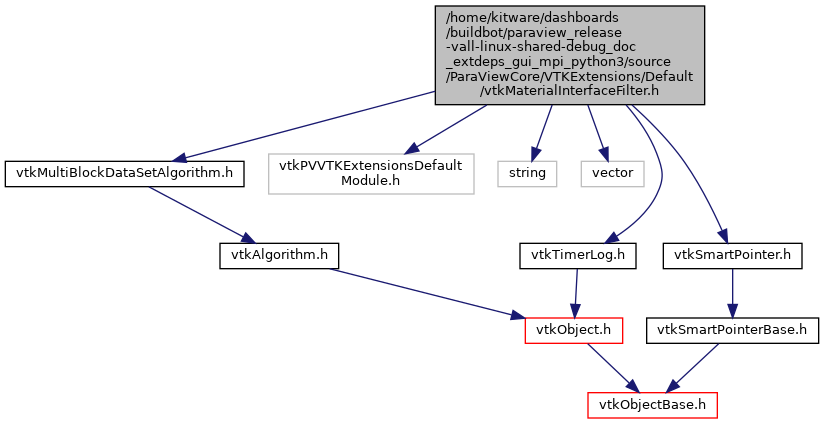 /home/kitware/dashboards
/buildbot/paraview_release
-vall-linux-shared-debug_doc
_extdeps_gui_mpi_python3/source
/ParaViewCore/VTKExtensions/Default
/vtkMaterialInterfaceFilter.h
vtkMultiBlockDataSetAlgorithm.h
vtkPVVTKExtensionsDefault
Module.h
string
vector
vtkAlgorithm.h
vtkTimerLog.h
vtkSmartPointer.h
vtkObject.h
vtkSmartPointerBase.h
vtkObjectBase.h